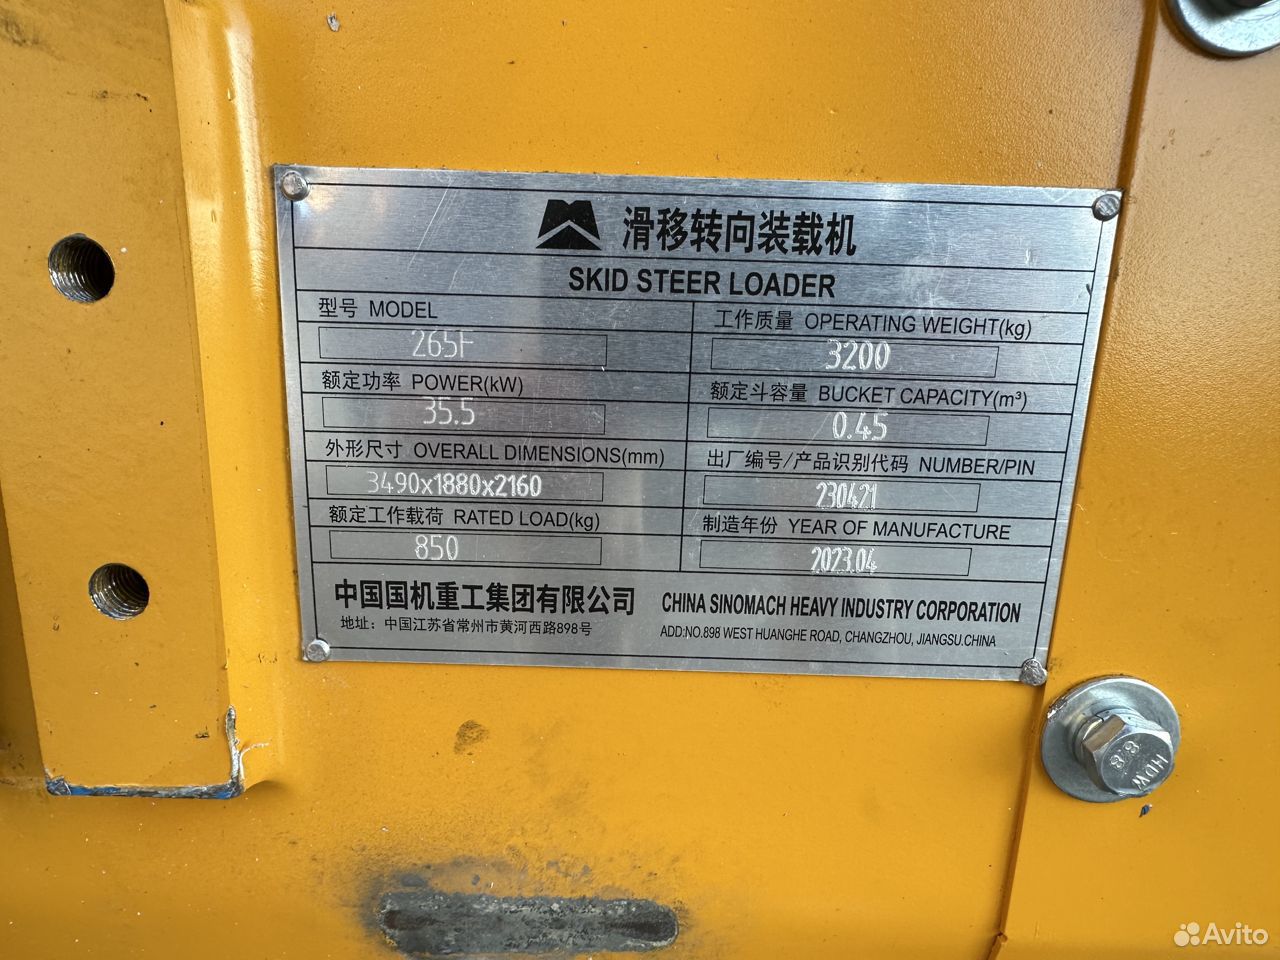 滑移转向装载机
SKID STEER LOADER
型号 MODEL
265F
工作质量 OPERATING WEIGHT(kg)
3200
额定功率 POWER(kW)
35.5
额定斗容量 BUCKET CAPACITY(m³)
0.45
外形尺寸 OVERALL DIMENSIONS(mm)
3490x1880x2160
出厂编号/产品识别代码 NUMBER/PIN
230421
额定工作载荷 RATED LOAD(kg)
850
制造年份 YEAR OF MANUFACTURE
2023.04
中国国机重工集团有限公司
CHINA SINOMACH HEAVY INDUSTRY CORPORATION
地址：中国江苏省常州市黄河西路898号
ADD:NO.898 WEST HUANGHE ROAD, CHANGZHOU, JIANGSU.CHINA
8.8
HDW
Avito